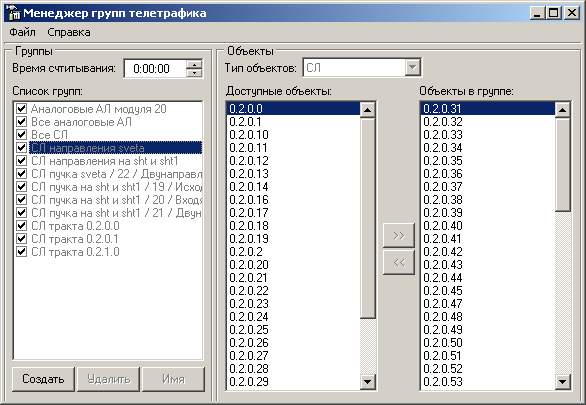 Менеджер групп телетрафика
Файл Справка
Группы
Время считывания: 0:00:00
Список групп:
Аналоговые АЛ модуля 20
Все аналоговые АЛ
Все СЛ
СЛ направления sveta
СЛ направления на sht и sht1
СЛ пучка sveta / 22 / Двунаправл
СЛ пучка на sht и sht1 / 19 / Исход
СЛ пучка на sht и sht1 / 20 / Входя
СЛ пучка на sht и sht1 / 21 / Двун
СЛ тракта 0.2.0.0
СЛ тракта 0.2.0.1
СЛ тракта 0.2.1.0
Создать Удалить Имя
Объекты
Тип объектов: СЛ
Доступные объекты:
0.2.0.0
0.2.0.1
0.2.0.10
0.2.0.11
0.2.0.12
0.2.0.13
0.2.0.14
0.2.0.16
0.2.0.17
0.2.0.18
0.2.0.19
0.2.0.2
0.2.0.20
0.2.0.21
0.2.0.22
0.2.0.23
0.2.0.24
0.2.0.25
0.2.0.26
0.2.0.27
0.2.0.28
0.2.0.29
>>
<<
Объекты в группе:
0.2.0.31
0.2.0.32
0.2.0.33
0.2.0.34
0.2.0.35
0.2.0.36
0.2.0.37
0.2.0.38
0.2.0.39
0.2.0.40
0.2.0.41
0.2.0.42
0.2.0.43
0.2.0.44
0.2.0.45
0.2.0.47
0.2.0.48
0.2.0.49
0.2.0.50
0.2.0.51
0.2.0.52
0.2.0.53